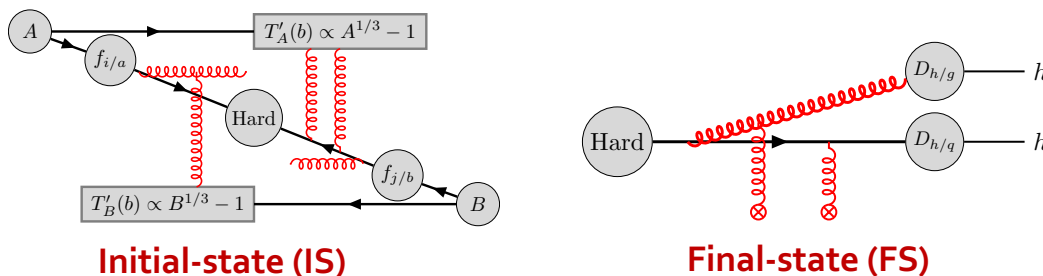 A
f_{i/a}
T'_A(b) ∝ A^{1/3} − 1
Hard
T'_B(b) ∝ B^{1/3} − 1
f_{j/b}
B
Initial-state (IS)
Hard
D_{h/g}
h
D_{h/q}
h
Final-state (FS)